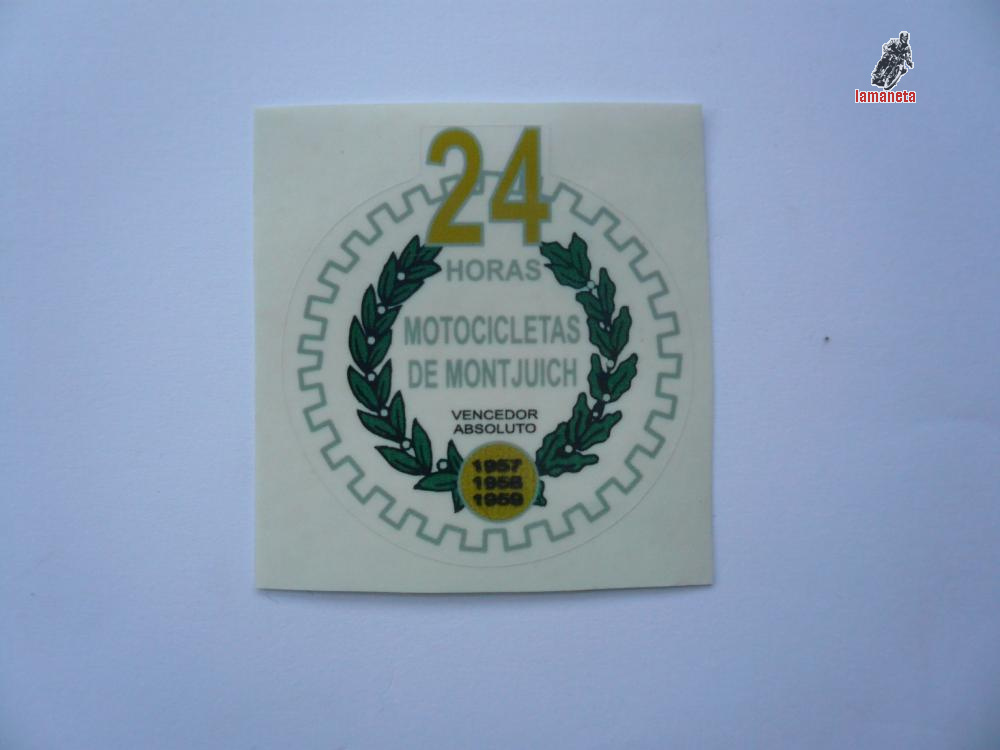 lamaneta
24
HORAS
MOTOCICLETAS
DE MONTJUICH
VENCEDOR
ABSOLUTO
1957
1958
1959